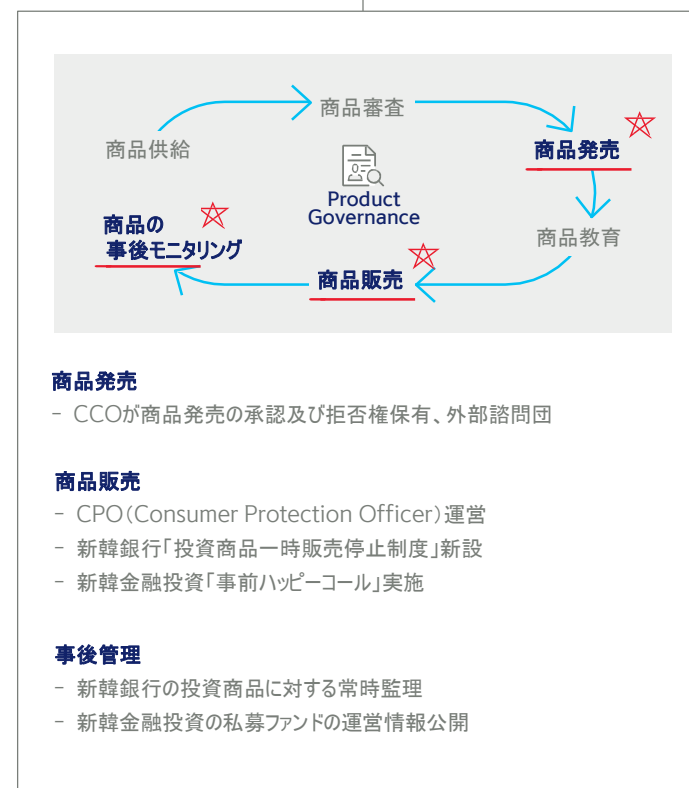 商品審査
商品供給
商品発売
Product
Governance
商品の
事後モニタリング
商品教育
商品販売
商品発売
- CCOが商品発売の承認及び拒否権保有、外部諮問団
商品販売
- CPO(Consumer Protection Officer)運営
- 新韓銀行「投資商品一時販売停止制度」新設
- 新韓金融投資「事前ハッピーコール」実施
事後管理
- 新韓銀行の投資商品に対する常時監理
- 新韓金融投資の私募ファンドの運営情報公開